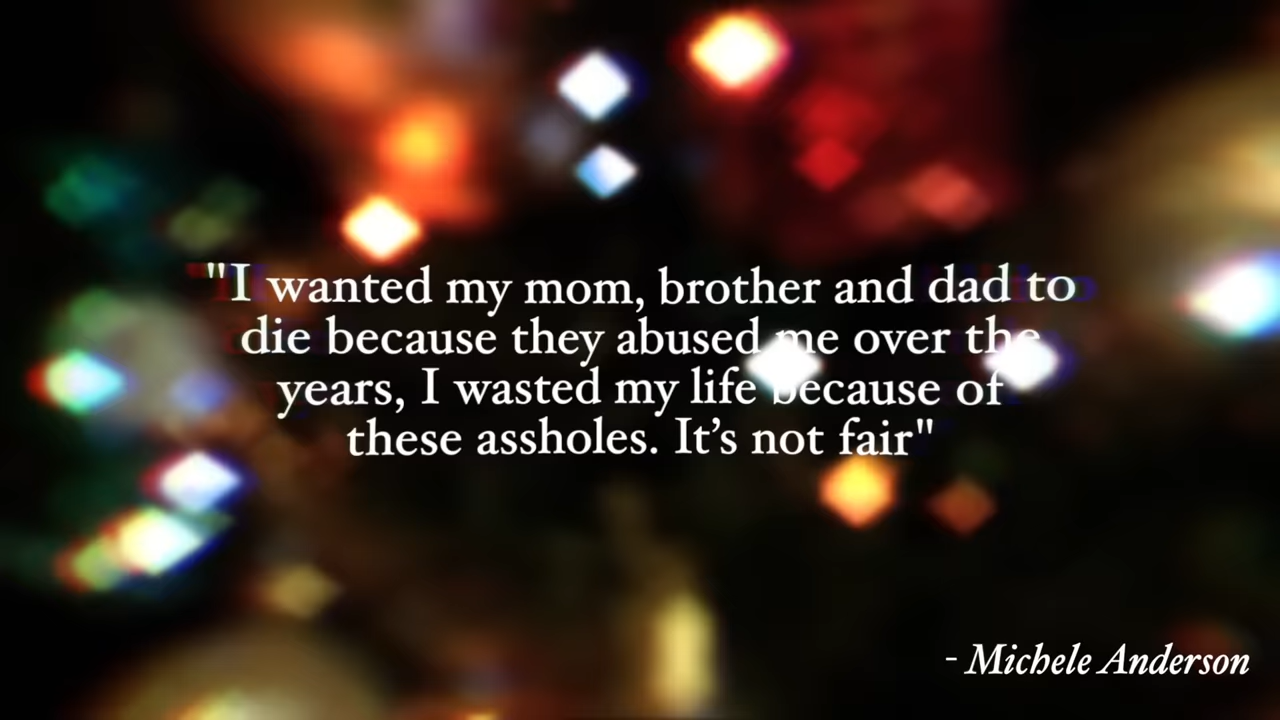 "I wanted my mom, brother and dad to
die because they abused me over the
years, I wasted my life because of
these assholes. It’s not fair"
- Michele Anderson